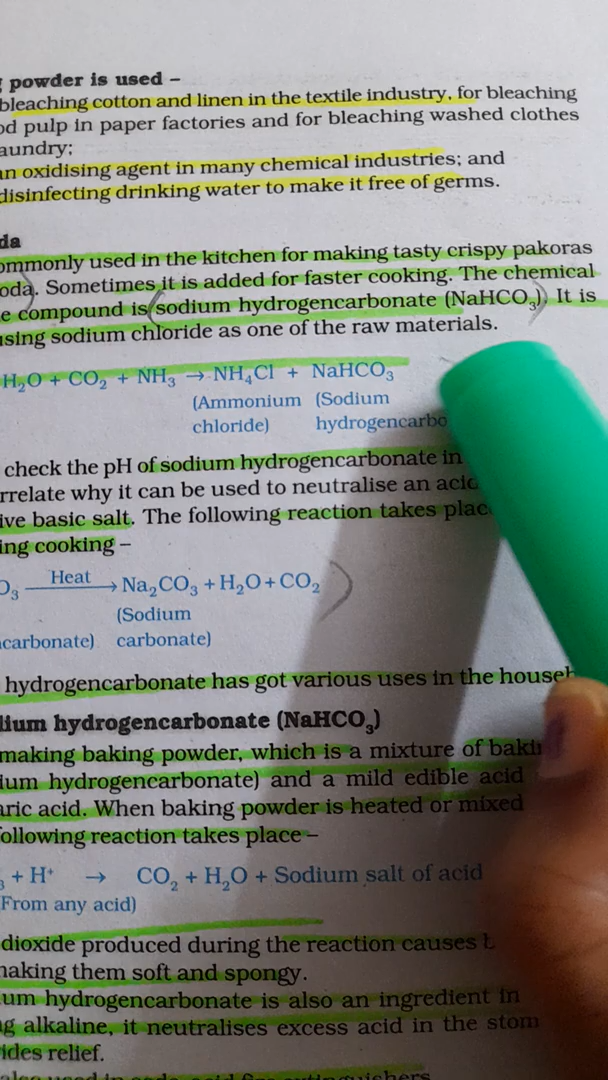 powder is used –
bleaching cotton and linen in the textile industry, for bleaching
pulp in paper factories and for bleaching washed clothes
aundry;
an oxidising agent in many chemical industries; and
disinfecting drinking water to make it free of germs.
da
ommonly used in the kitchen for making tasty crispy pakoras
oda. Sometimes it is added for faster cooking. The chemical
e compound is sodium hydrogencarbonate (NaHCO₃). It is
using sodium chloride as one of the raw materials.
H₂O + CO₂ + NH₃ → NH₄Cl + NaHCO₃
(Ammonium (Sodium
chloride) hydrogencarbo
check the pH of sodium hydrogencarbonate in
rrelate why it can be used to neutralise an acid
ive basic salt. The following reaction takes plac
ing cooking –
O₃ Heat → Na₂CO₃ + H₂O + CO₂
(Sodium
carbonate) carbonate)
hydrogencarbonate has got various uses in the househ
dium hydrogencarbonate (NaHCO₃)
making baking powder, which is a mixture of baki
ium hydrogencarbonate) and a mild edible acid
aric acid. When baking powder is heated or mixed
following reaction takes place –
₃ + H⁺ → CO₂ + H₂O + Sodium salt of acid
From any acid)
dioxide produced during the reaction causes
making them soft and spongy.
um hydrogencarbonate is also an ingredient in
g alkaline, it neutralises excess acid in the stom
ides relief.
also used in soda-acid fire extinguishers